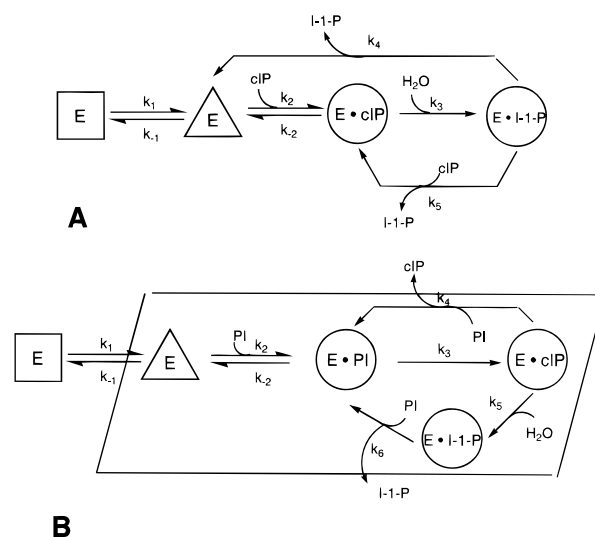 I-1-P
k4
cIP
k2
H2O
k3
k1
E
k-1
E
k-2
E • cIP
E • I-1-P
cIP
k5
I-1-P
A
cIP
k4
PI
k1
PI
k2
k3
E
k-1
E
k-2
E • PI
E • cIP
k5
PI
H2O
E • I-1-P
k6
I-1-P
B